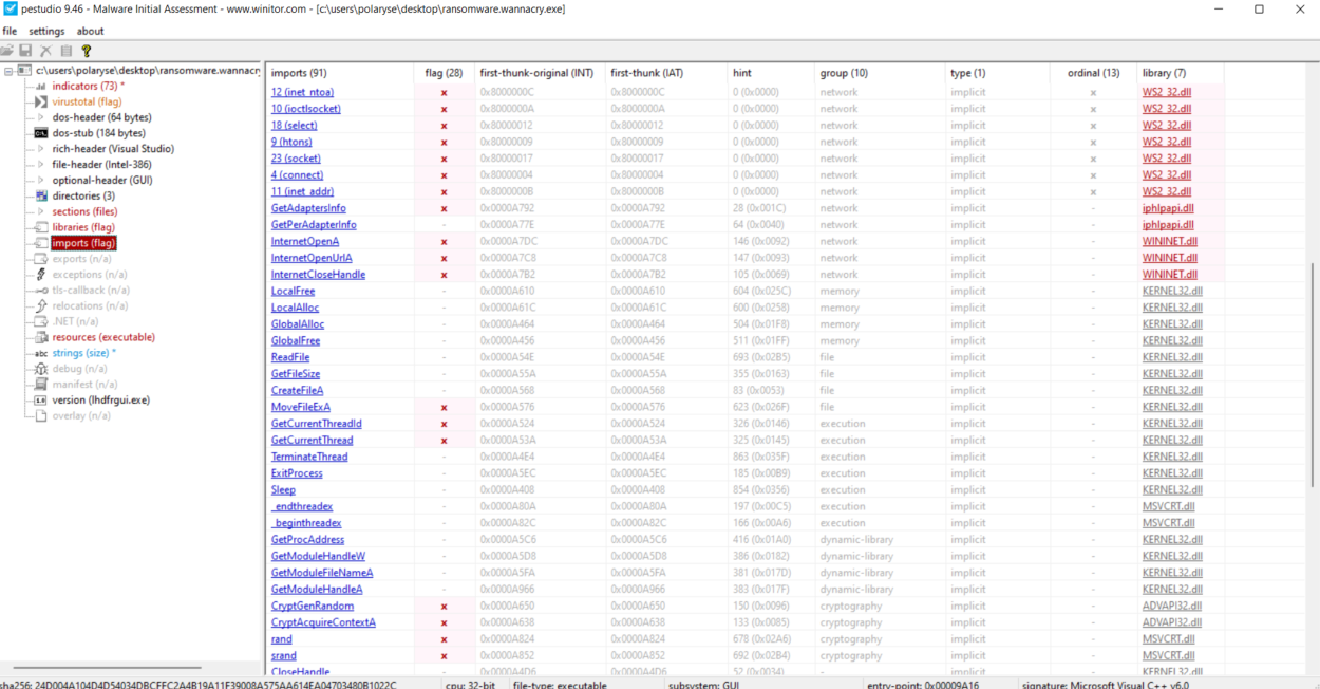 pestudio 9.46 - Malware Initial Assessment - www.winitor.com - [c:\users\polaryse\desktop\ransomware.wannacry.exe]
file settings about
c:\users\polaryse\desktop\ransomware.wannacry
indicators (73) *
virustotal (flag)
dos-header (64 bytes)
dos-stub (184 bytes)
rich-header (Visual Studio)
file-header (Intel-386)
optional-header (GUI)
directories (3)
sections (files)
libraries (flag)
imports (flag)
exports (n/a)
exceptions (n/a)
tls-callback (n/a)
relocations (n/a)
.NET (n/a)
resources (executable)
abc strings (size) *
debug (n/a)
manifest (n/a)
1.0 version (lhdfrgui.exe)
overlay (n/a)
imports (91) flag (28) first-thunk-original (INT) first-thunk (IAT) hint group (10) type (1) ordinal (13) library (7)
12 (inet_ntoa) x 0x8000000C 0x8000000C 0 (0x0000) network implicit x WS2_32.dll
10 (ioctlsocket) x 0x8000000A 0x8000000A 0 (0x0000) network implicit x WS2_32.dll
18 (select) x 0x80000012 0x80000012 0 (0x0000) network implicit x WS2_32.dll
9 (htons) x 0x80000009 0x80000009 0 (0x0000) network implicit x WS2_32.dll
23 (socket) x 0x80000017 0x80000017 0 (0x0000) network implicit x WS2_32.dll
4 (connect) x 0x80000004 0x80000004 0 (0x0000) network implicit x WS2_32.dll
11 (inet_addr) x 0x8000000B 0x8000000B 0 (0x0000) network implicit x WS2_32.dll
GetAdaptersInfo x 0x0000A792 0x0000A792 28 (0x001C) network implicit - iphlpapi.dll
GetPerAdapterInfo - 0x0000A77E 0x0000A77E 64 (0x0040) network implicit - iphlpapi.dll
InternetOpenA x 0x0000A7DC 0x0000A7DC 146 (0x0092) network implicit - WININET.dll
InternetOpenUrlA x 0x0000A7C8 0x0000A7C8 147 (0x0093) network implicit - WININET.dll
InternetCloseHandle x 0x0000A7B2 0x0000A7B2 105 (0x0069) network implicit - WININET.dll
LocalFree - 0x0000A610 0x0000A610 604 (0x025C) memory implicit - KERNEL32.dll
LocalAlloc - 0x0000A61C 0x0000A61C 600 (0x0258) memory implicit - KERNEL32.dll
GlobalAlloc - 0x0000A464 0x0000A464 504 (0x01F8) memory implicit - KERNEL32.dll
GlobalFree - 0x0000A456 0x0000A456 511 (0x01FF) memory implicit - KERNEL32.dll
ReadFile - 0x0000A54E 0x0000A54E 693 (0x02B5) file implicit - KERNEL32.dll
GetFileSize - 0x0000A55A 0x0000A55A 355 (0x0163) file implicit - KERNEL32.dll
CreateFileA - 0x0000A568 0x0000A568 83 (0x0053) file implicit - KERNEL32.dll
MoveFileExA x 0x0000A576 0x0000A576 623 (0x026F) file implicit - KERNEL32.dll
GetCurrentThreadId x 0x0000A524 0x0000A524 326 (0x0146) execution implicit - KERNEL32.dll
GetCurrentThread x 0x0000A53A 0x0000A53A 325 (0x0145) execution implicit - KERNEL32.dll
TerminateThread - 0x0000A4E4 0x0000A4E4 863 (0x035F) execution implicit - KERNEL32.dll
ExitProcess - 0x0000A5EC 0x0000A5EC 185 (0x00B9) execution implicit - KERNEL32.dll
Sleep - 0x0000A408 0x0000A408 854 (0x0356) execution implicit - KERNEL32.dll
_endthreadex - 0x0000A80A 0x0000A80A 197 (0x00C5) execution implicit - MSVCRT.dll
_beginthreadex - 0x0000A82C 0x0000A82C 166 (0x00A6) execution implicit - MSVCRT.dll
GetProcAddress - 0x0000A5C6 0x0000A5C6 416 (0x01A0) dynamic-library implicit - KERNEL32.dll
GetModuleHandleW - 0x0000A5D8 0x0000A5D8 386 (0x0182) dynamic-library implicit - KERNEL32.dll
GetModuleFileNameA - 0x0000A5FA 0x0000A5FA 381 (0x017D) dynamic-library implicit - KERNEL32.dll
GetModuleHandleA - 0x0000A966 0x0000A966 383 (0x017F) dynamic-library implicit - KERNEL32.dll
CryptGenRandom x 0x0000A650 0x0000A650 150 (0x0096) cryptography implicit - ADVAPI32.dll
CryptAcquireContextA x 0x0000A638 0x0000A638 133 (0x0085) cryptography implicit - ADVAPI32.dll
rand x 0x0000A824 0x0000A824 678 (0x02A6) cryptography implicit - MSVCRT.dll
srand x 0x0000A852 0x0000A852 692 (0x02B4) cryptography implicit - MSVCRT.dll
CloseHandle - 0x0000A4D6 0x0000A4D6 52 (0x0034) - implicit - KERNEL32.dll
sha256: 24D004A104D4D54034DBCFFC2A4B19A11F39008A575AA614EA04703480B1022C cpu: 32-bit file-type: executable subsystem: GUI entry-point: 0x00009A16 signature: Microsoft Visual C++ v6.0